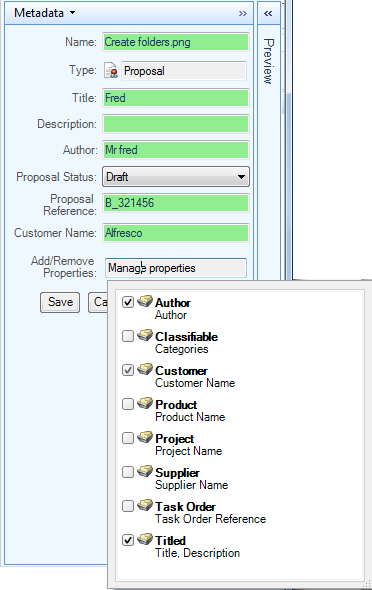 Metadata
Preview
Name: Create folders.png
Type: Proposal
Title: Fred
Description:
Author: Mr fred
Proposal Status: Draft
Proposal
Reference: B_321456
Customer Name: Alfresco
Add/Remove
Properties: Manage properties
Save Ca
Author
Author
Classifiable
Categories
Customer
Customer Name
Product
Product Name
Project
Project Name
Supplier
Supplier Name
Task Order
Task Order Reference
Titled
Title, Description